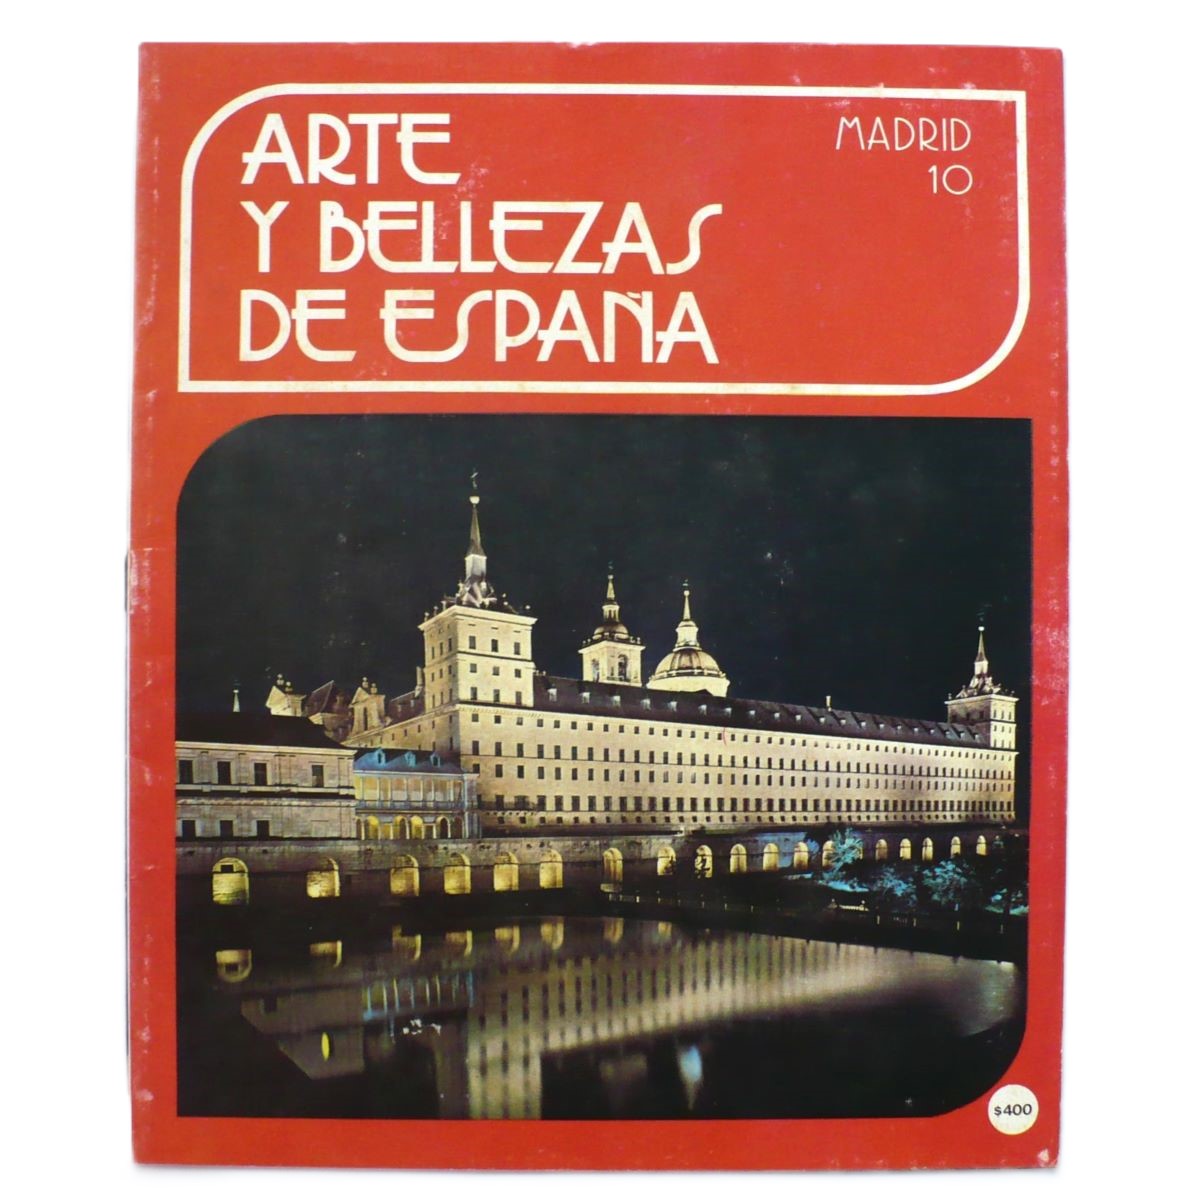 ARTE
Y BELLEZAS
DE ESPAÑA
MADRID
10
$400